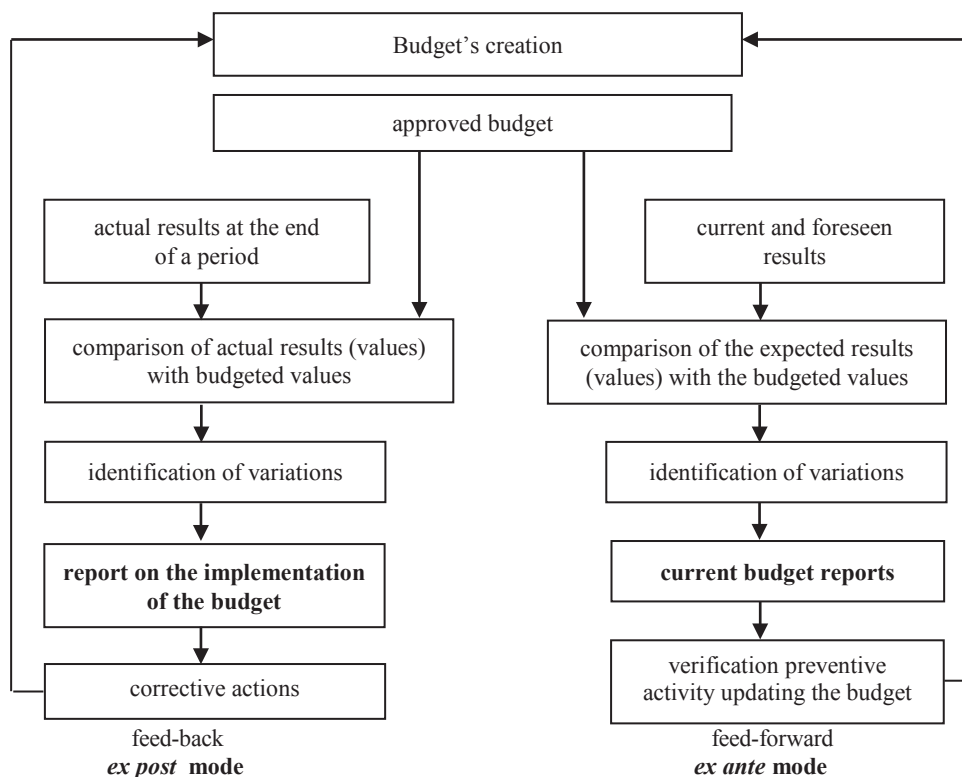 Budget's creation
approved budget
actual results at the end
of a period
current and foreseen
results
comparison of actual results (values)
with budgeted values
comparison of the expected results
(values) with the budgeted values
identification of variations
identification of variations
report on the implementation
of the budget
current budget reports
corrective actions
verification preventive
activity updating the budget
feed-back
ex post mode
feed-forward
ex ante mode